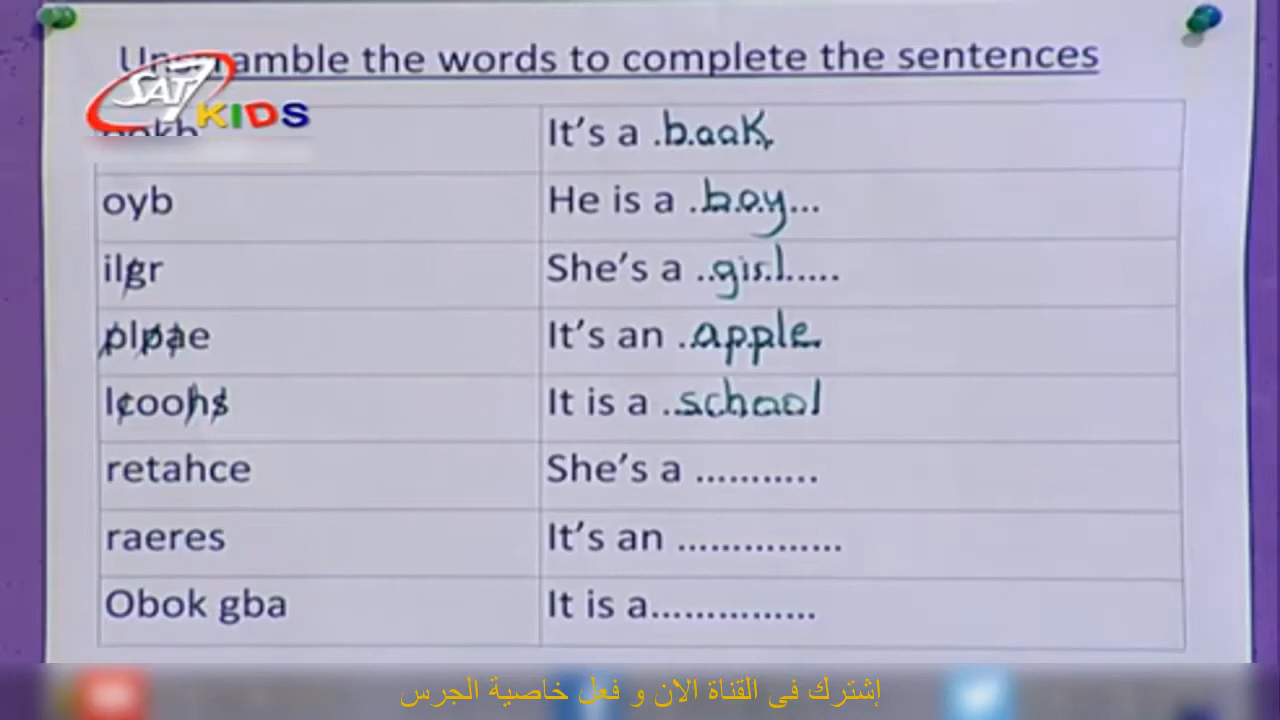 Unscramble the words to complete the sentences
SAT 7 KIDS
ookb It's a .book.
oyb He is a .boy...
ilgr She's a ..girl.....
plpae It's an ..apple.
lcoohs It is a ..school
retahce She's a ...........
raeres It's an ...............
Obok gba It is a...............
إشترك فى القناة الان و فعل خاصية الجرس